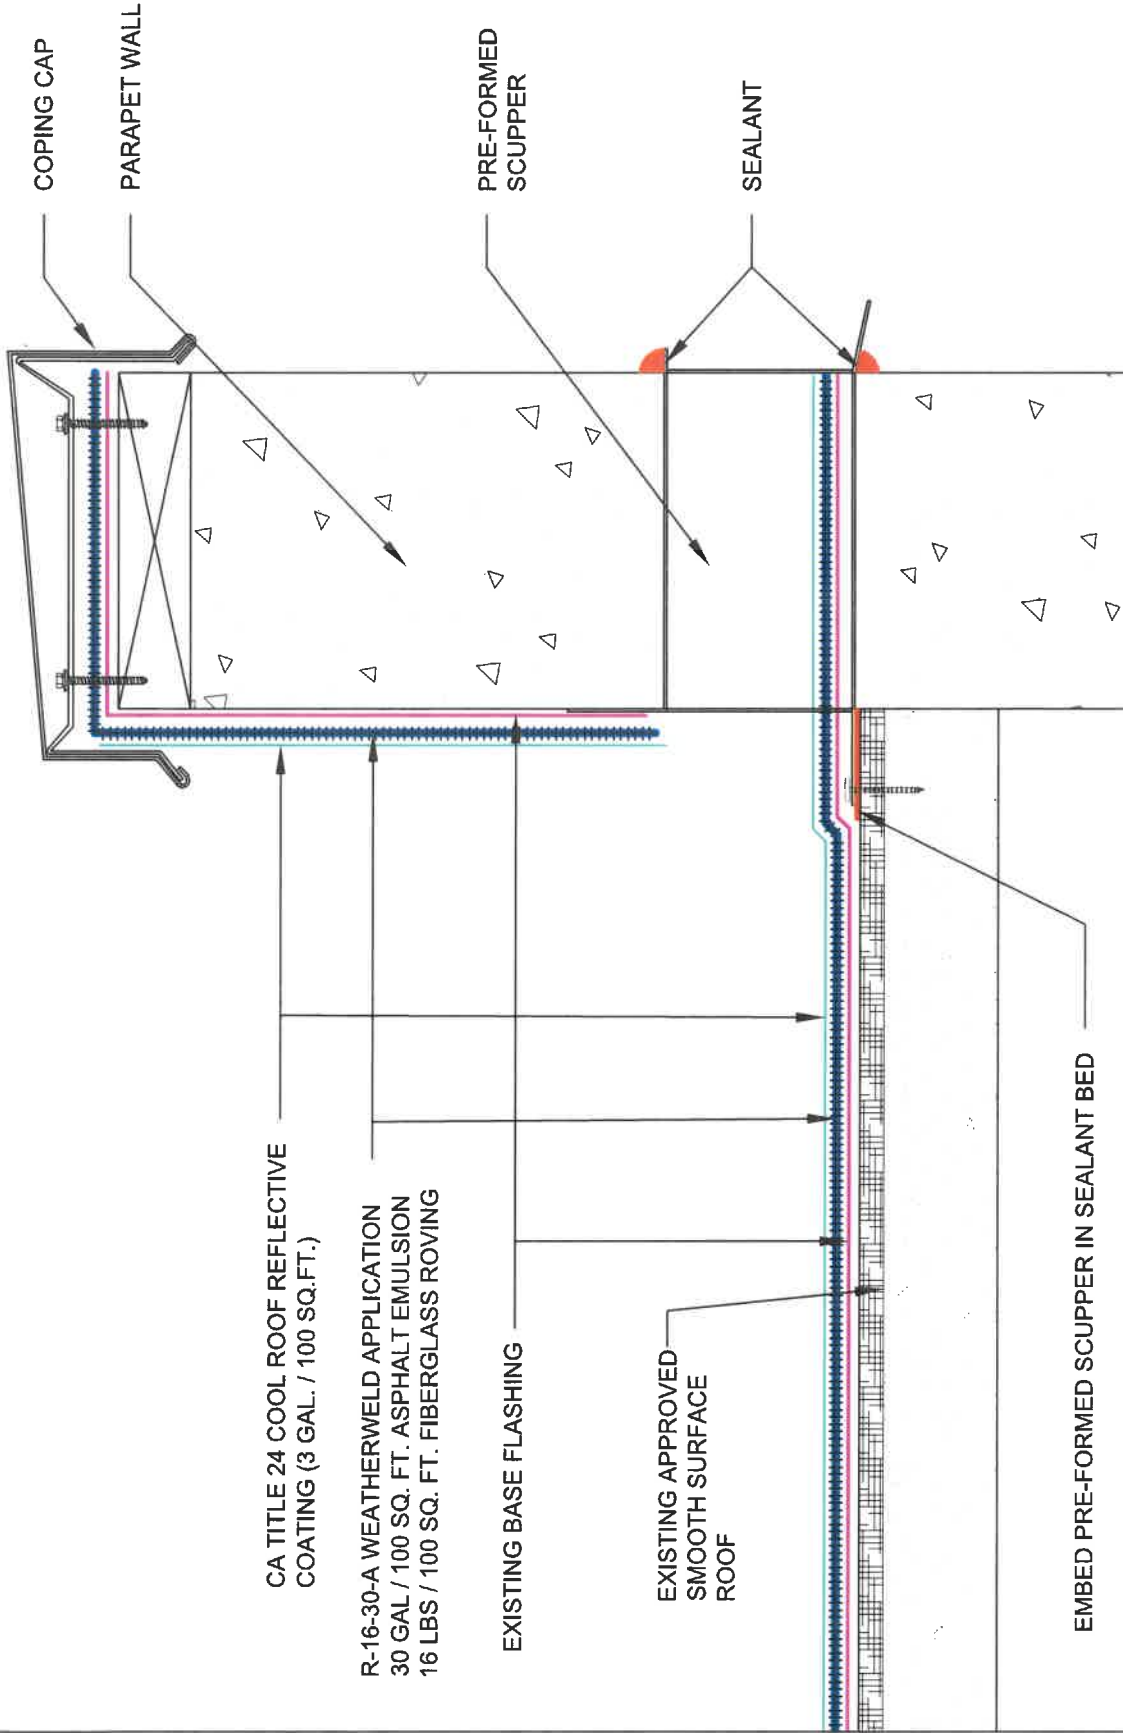 COPING CAP
PARAPET WALL
PRE-FORMED
SCUPPER
SEALANT
CA TITLE 24 COOL ROOF REFLECTIVE
COATING (3 GAL. / 100 SQ.FT.)
R-16-30-A WEATHERWELD APPLICATION
30 GAL / 100 SQ. FT. ASPHALT EMULSION
16 LBS / 100 SQ. FT. FIBERGLASS ROVING
EXISTING BASE FLASHING
EXISTING APPROVED
SMOOTH SURFACE
ROOF
EMBED PRE-FORMED SCUPPER IN SEALANT BED